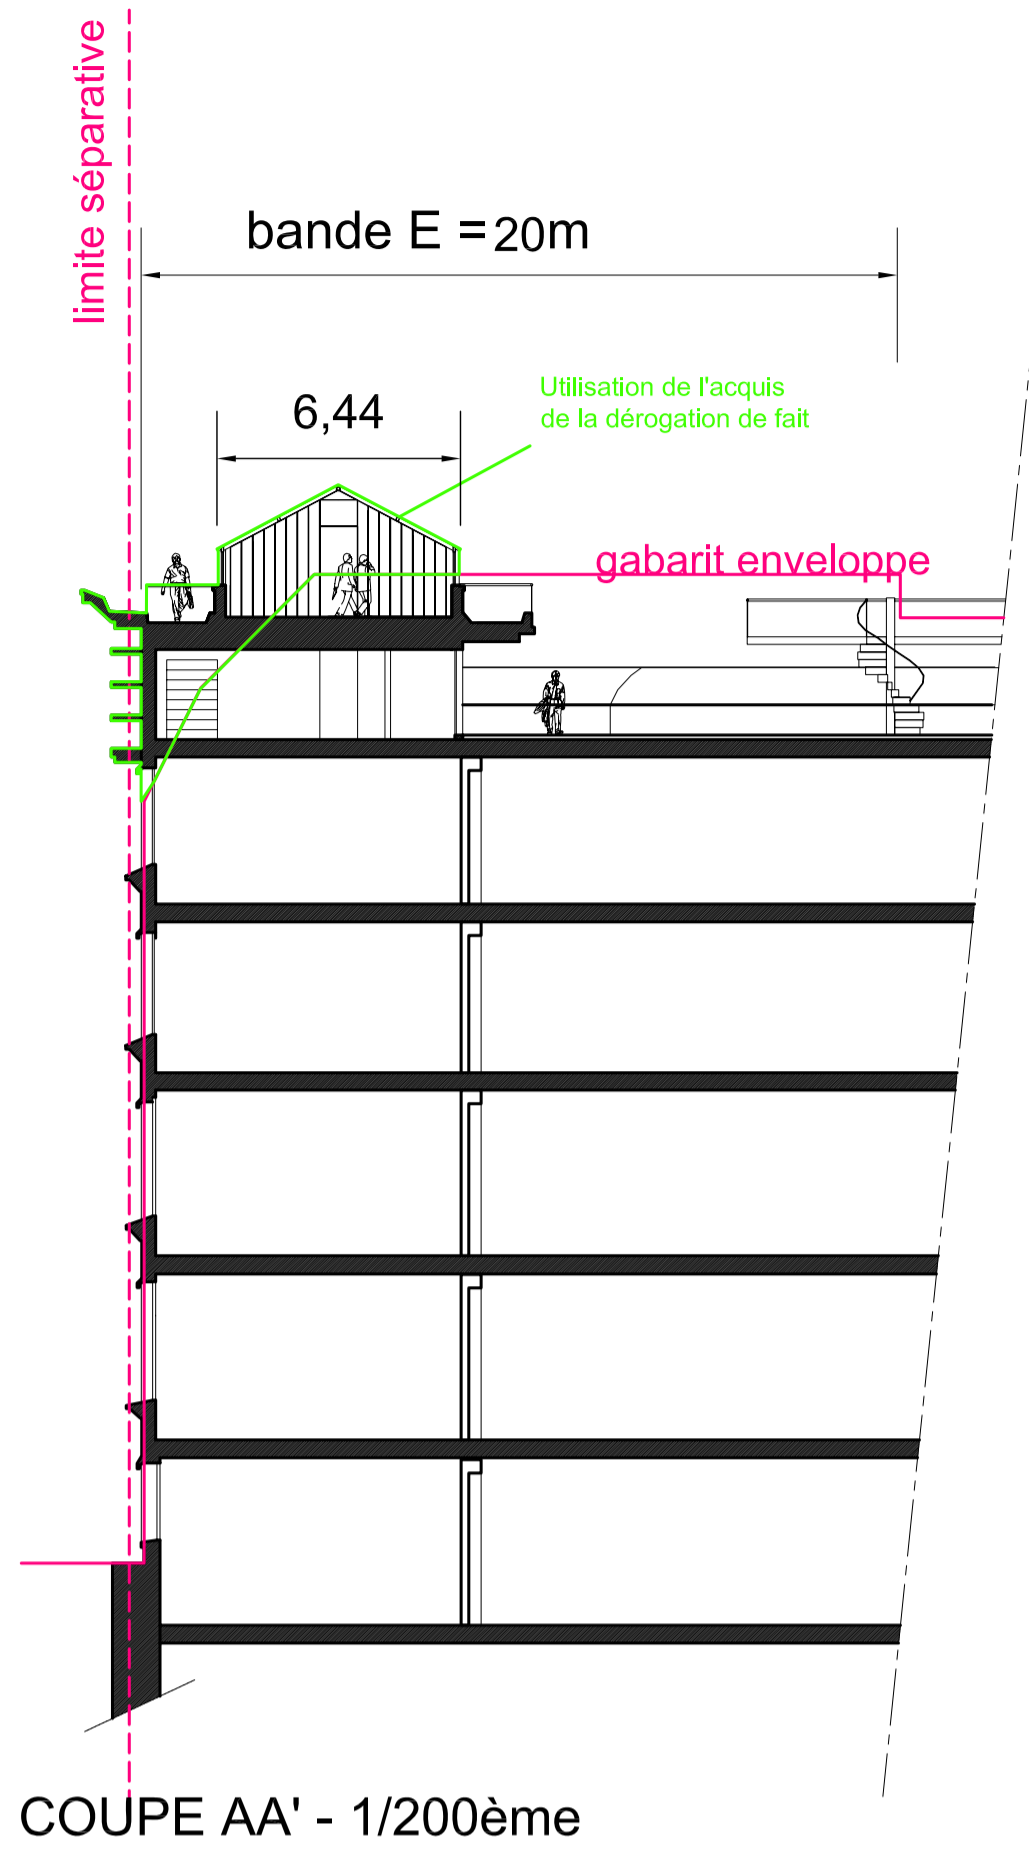 limite séparative
bande E = 20m
6,44
Utilisation de l'acquis
de la dérogation de fait
gabarit enveloppe
COUPE AA' - 1/200ème